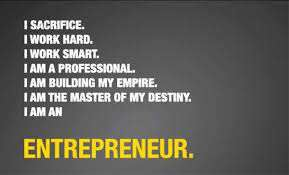 I SACRIFICE.
I WORK HARD.
I WORK SMART.
I AM A PROFESSIONAL.
I AM BUILDING MY EMPIRE.
I AM THE MASTER OF MY DESTINY.
I AM AN
ENTREPRENEUR.